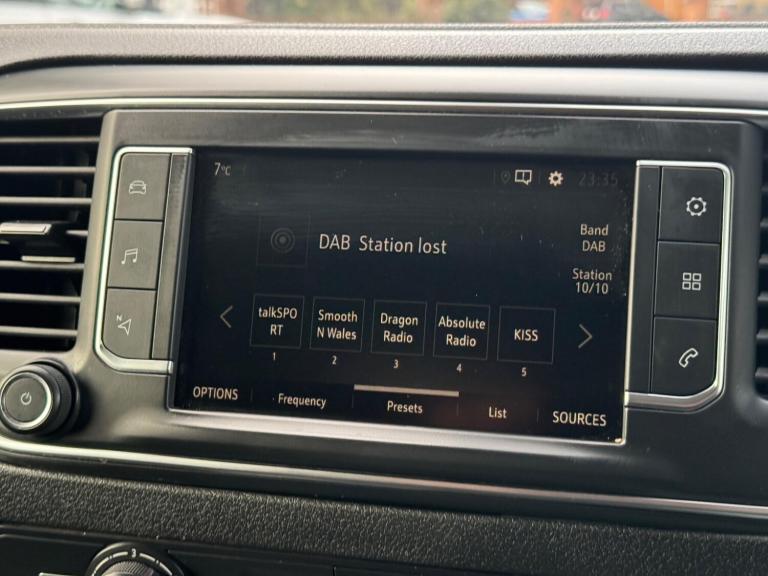 7°C
23:35
DAB Station lost
Band
DAB
Station
10/10
talkSPO
RT
Smooth
N Wales
Dragon
Radio
Absolute
Radio
KISS
1
2
3
4
5
OPTIONS
Frequency
Presets
List
SOURCES
N
3